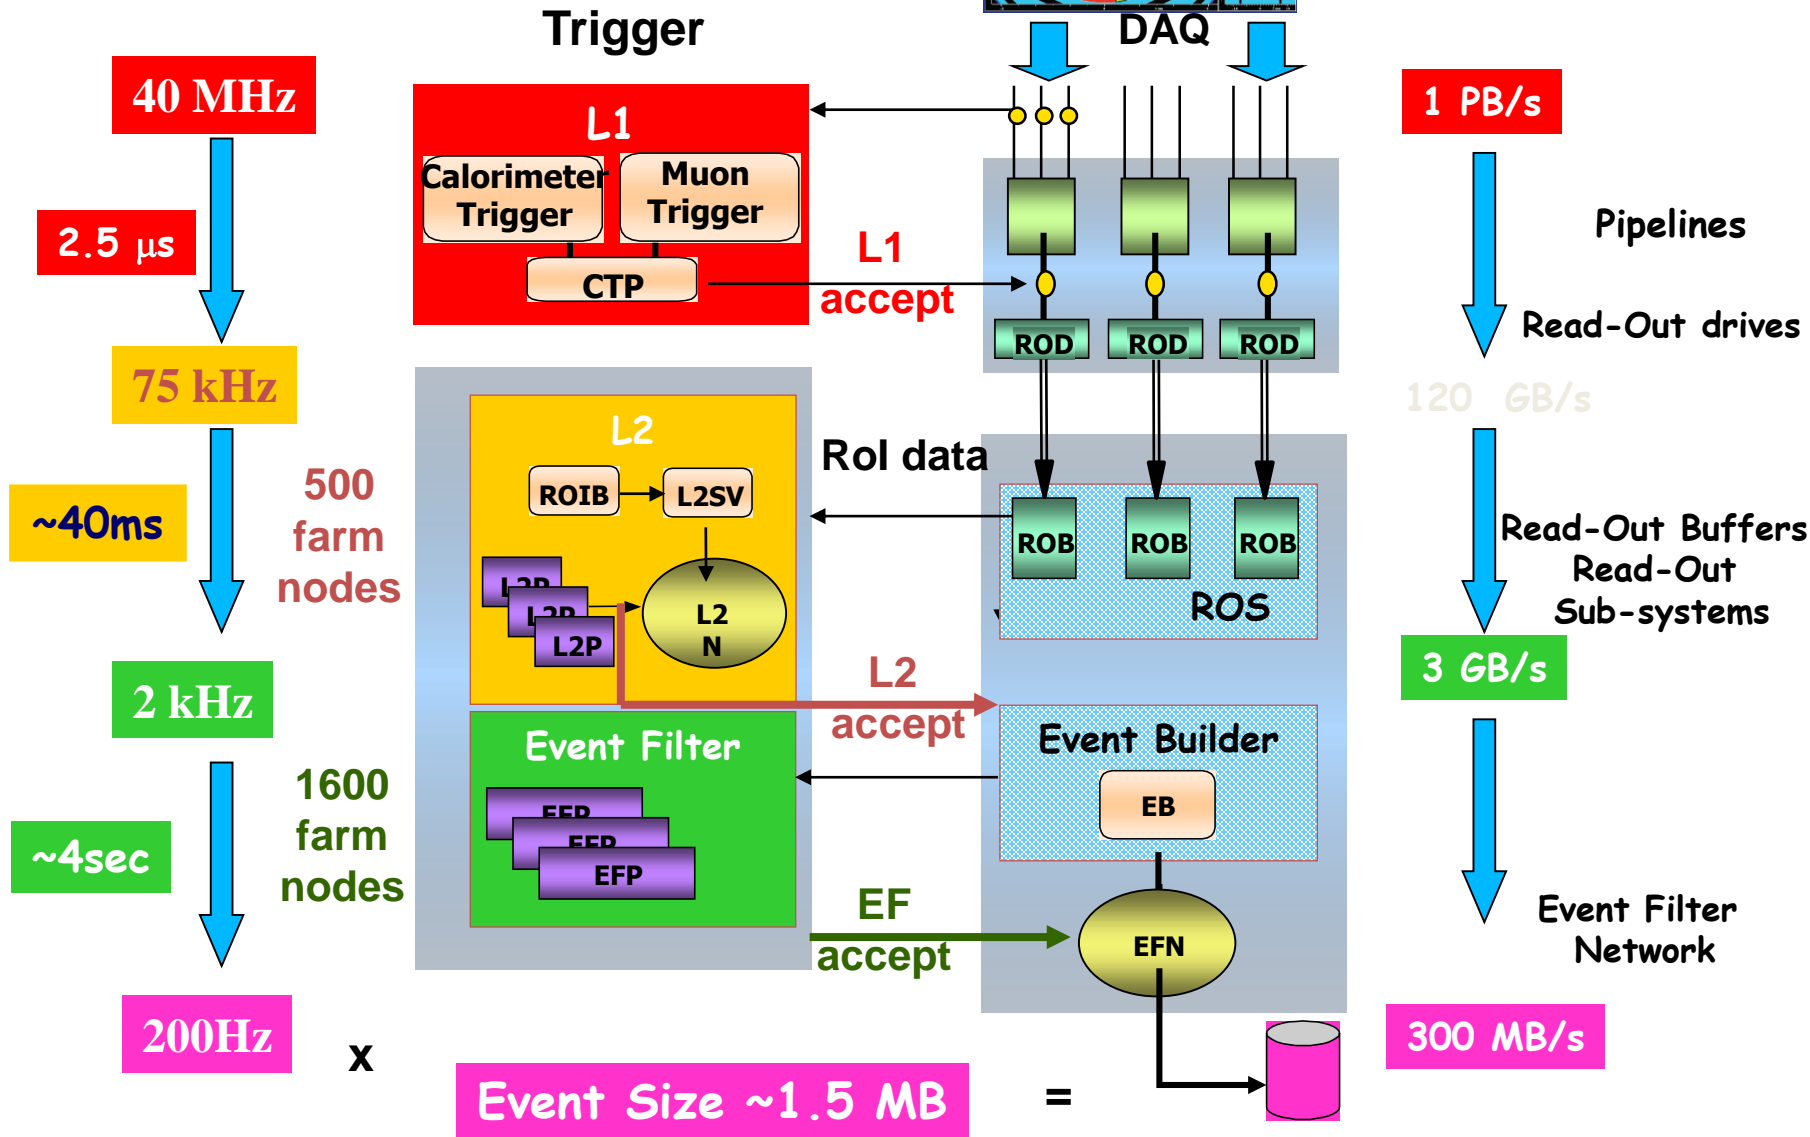 Trigger
DAQ
40 MHz
1 PB/s
L1
Calorimeter
Trigger
Muon
Trigger
2.5 μs
Pipelines
L1
accept
CTP
ROD
ROD
ROD
Read-Out drives
75 kHz
120 GB/s
L2
RoI data
500
farm
nodes
~40ms
ROIB
L2SV
ROB
ROB
ROB
Read-Out Buffers
Read-Out
Sub-systems
ROS
L2P
L2P
L2P
L2
N
2 kHz
L2
accept
3 GB/s
Event Filter
Event Builder
1600
farm
nodes
~4sec
EFP
EFP
EFP
EB
EF
accept
EFN
Event Filter
Network
200Hz
x
Event Size ~1.5 MB
=
300 MB/s